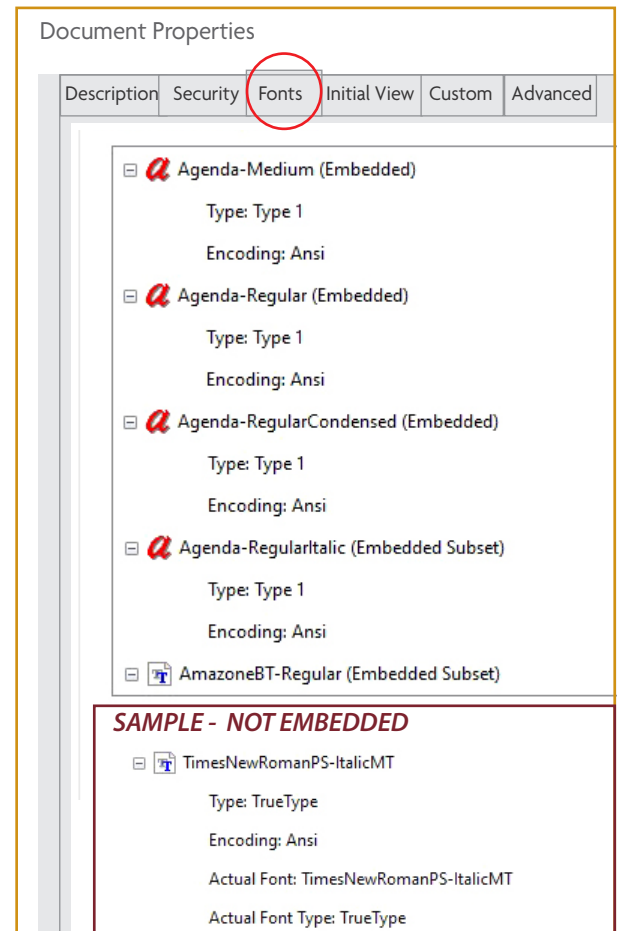 Document Properties
Description Security Fonts Initial View Custom Advanced
Agenda-Medium (Embedded)
Type: Type 1
Encoding: Ansi
Agenda-Regular (Embedded)
Type: Type 1
Encoding: Ansi
Agenda-RegularCondensed (Embedded)
Type: Type 1
Encoding: Ansi
Agenda-RegularItalic (Embedded Subset)
Type: Type 1
Encoding: Ansi
AmazoneBT-Regular (Embedded Subset)
SAMPLE - NOT EMBEDDED
TimesNewRomanPS-ItalicMT
Type: TrueType
Encoding: Ansi
Actual Font: TimesNewRomanPS-ItalicMT
Actual Font Type: TrueType